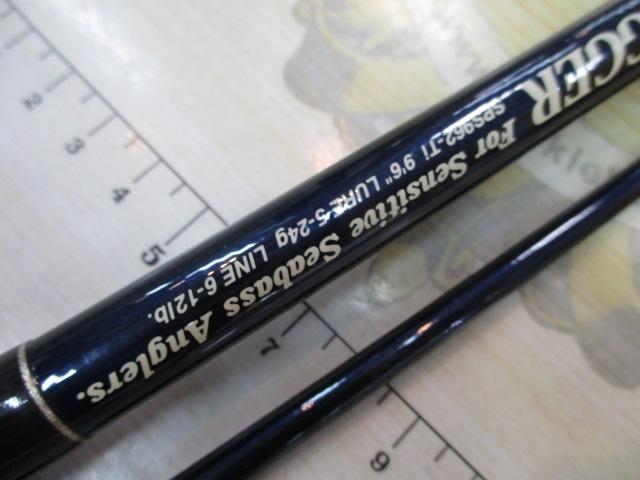 GGER
For Sensitive Seabass Anglers.
SPS962-Ti 9'6" LURE 5-24g LINE 6-12lb.
2
3
4
5
7
9